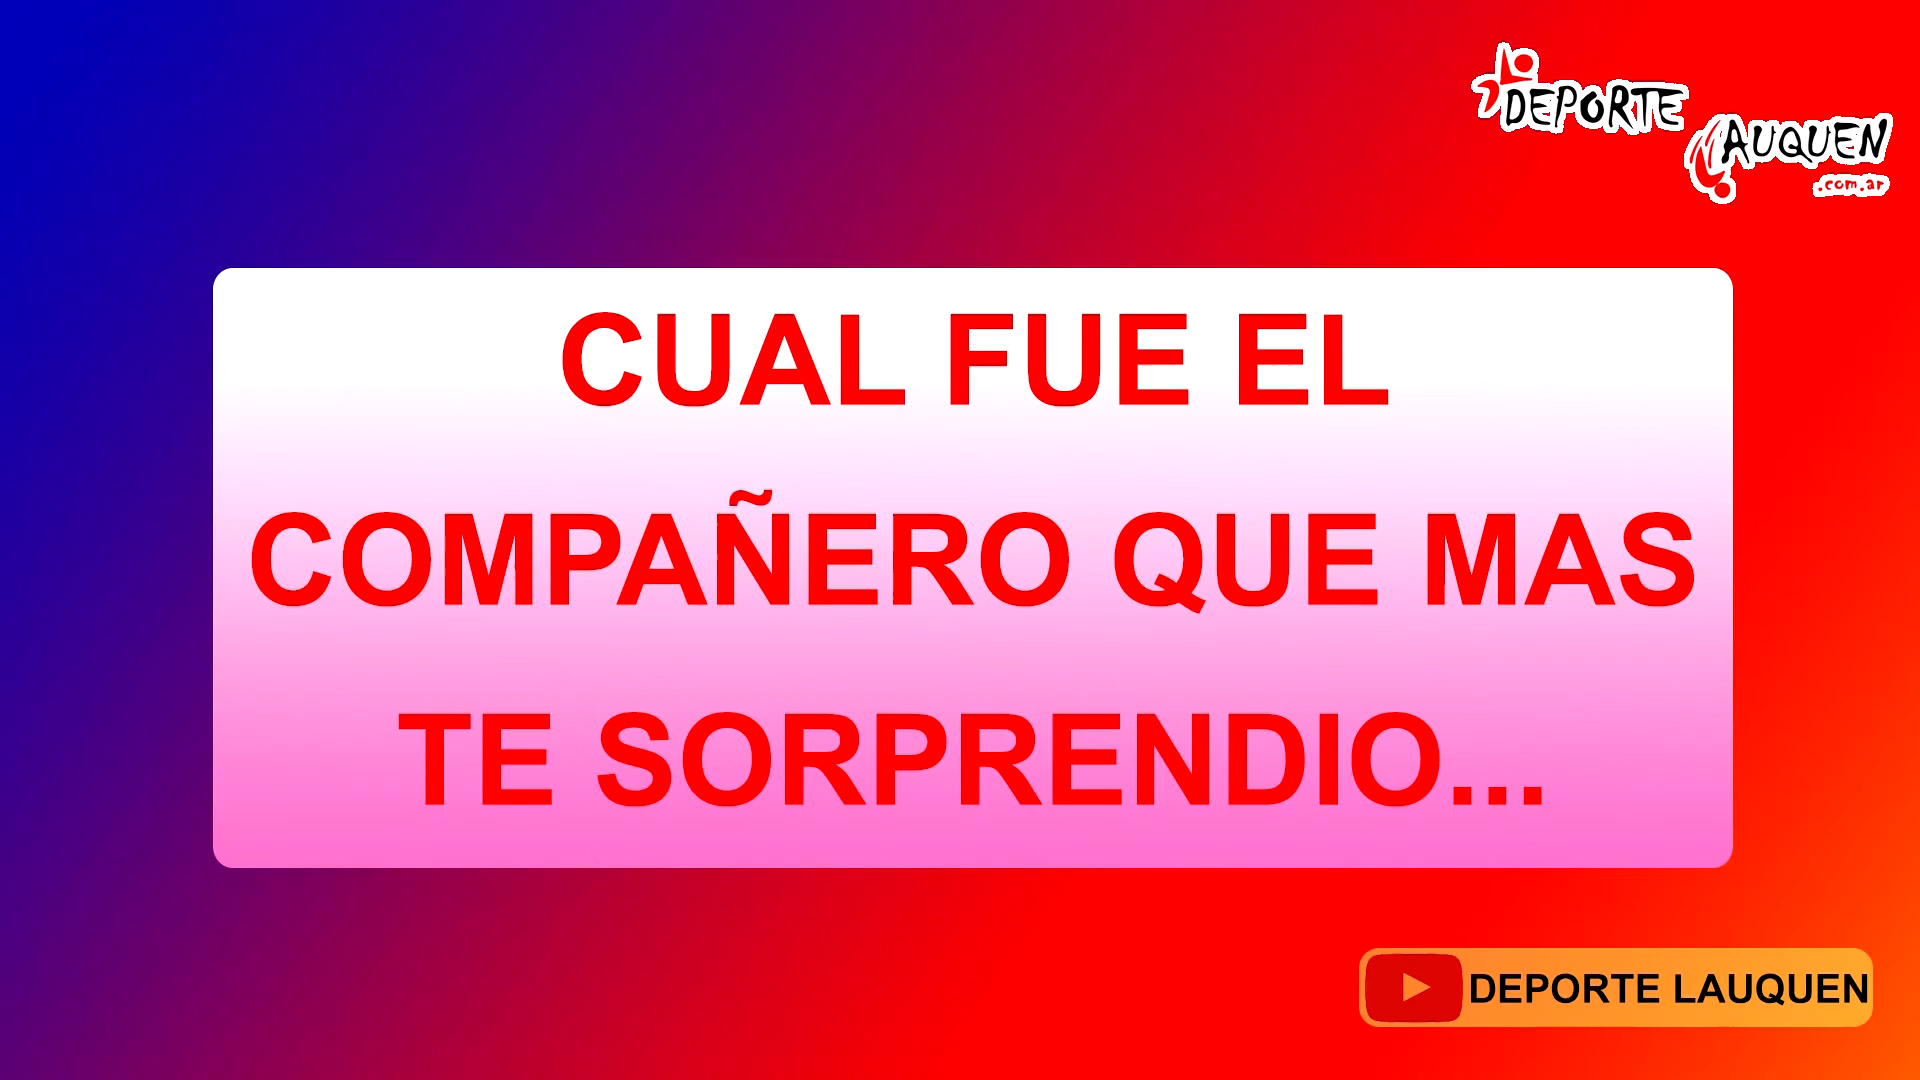 DEPORTE
LAUQUEN
.com.ar
CUAL FUE EL
COMPAÑERO QUE MAS
TE SORPRENDIO...
DEPORTE LAUQUEN